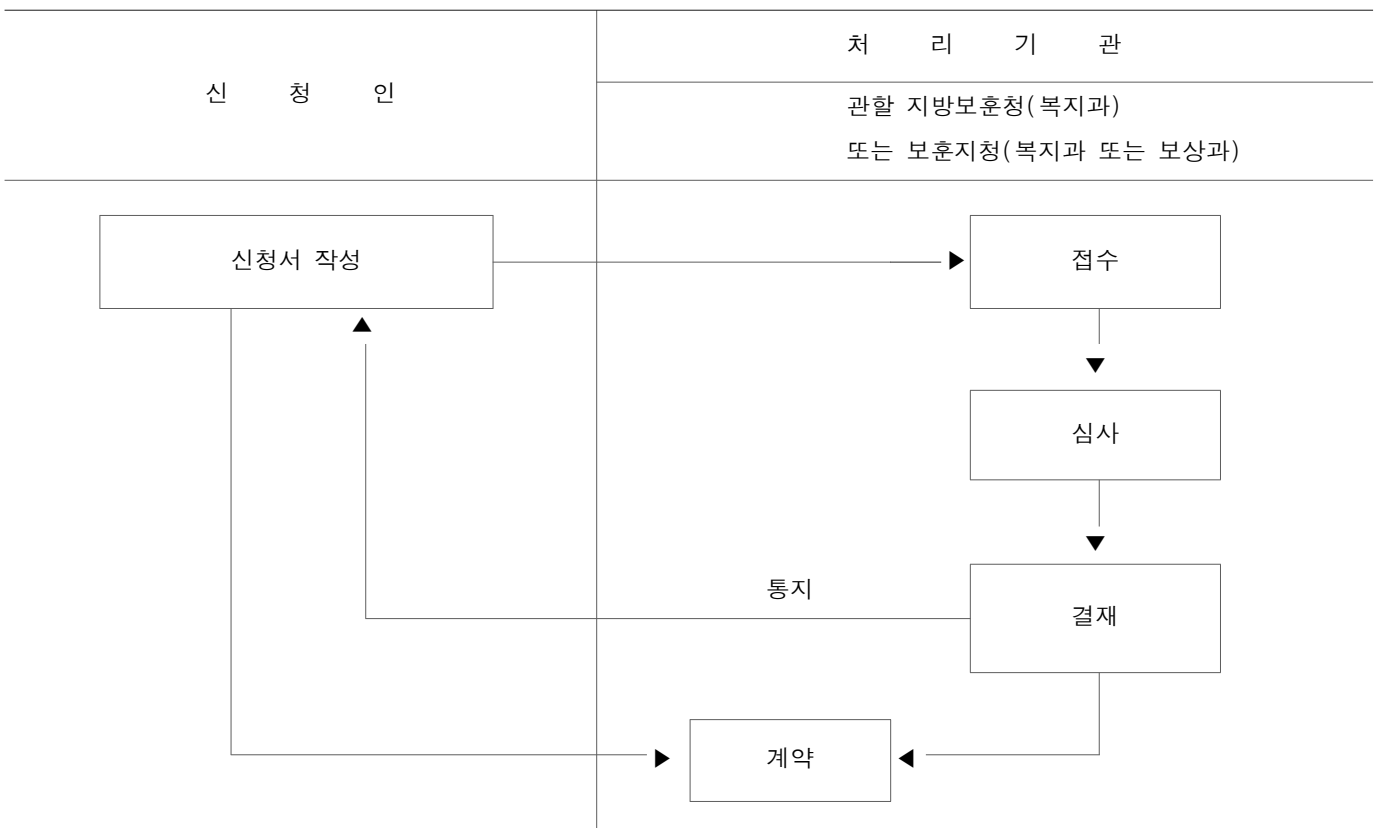 신 청 인
처 리 기 관
관할 지방보훈청(복지과)
또는 보훈지청(복지과 또는 보상과)
신청서 작성
접수
심사
통지
결재
계약